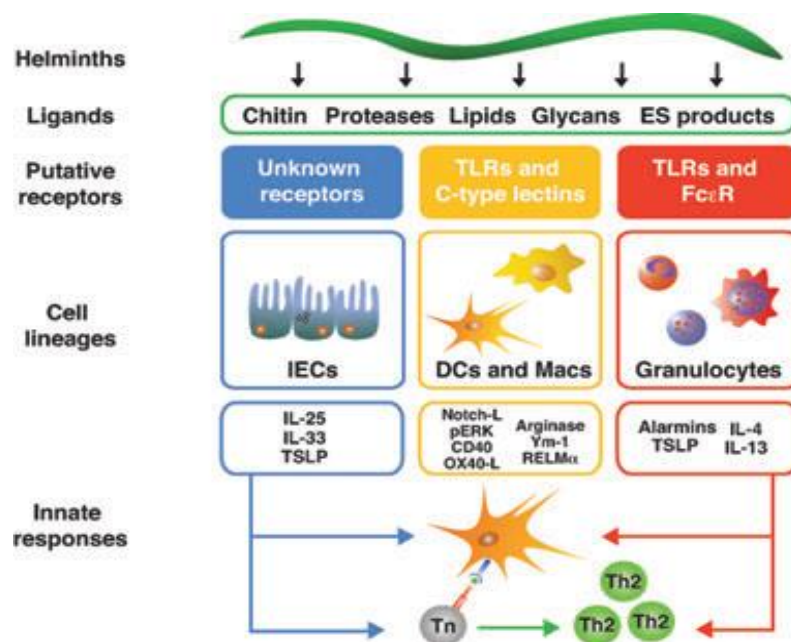 Helminths
Ligands
Chitin Proteases Lipids Glycans ES products
Putative
receptors
Unknown
receptors
TLRs and
C-type lectins
TLRs and
FcεR
Cell
lineages
IECs
DCs and Macs
Granulocytes
IL-25
IL-33
TSLP
Notch-L
pERK
CD40
OX40-L
Arginase
Ym-1
RELMα
Alarmins
TSLP
IL-4
IL-13
Innate
responses
Tn
Th2
Th2
Th2